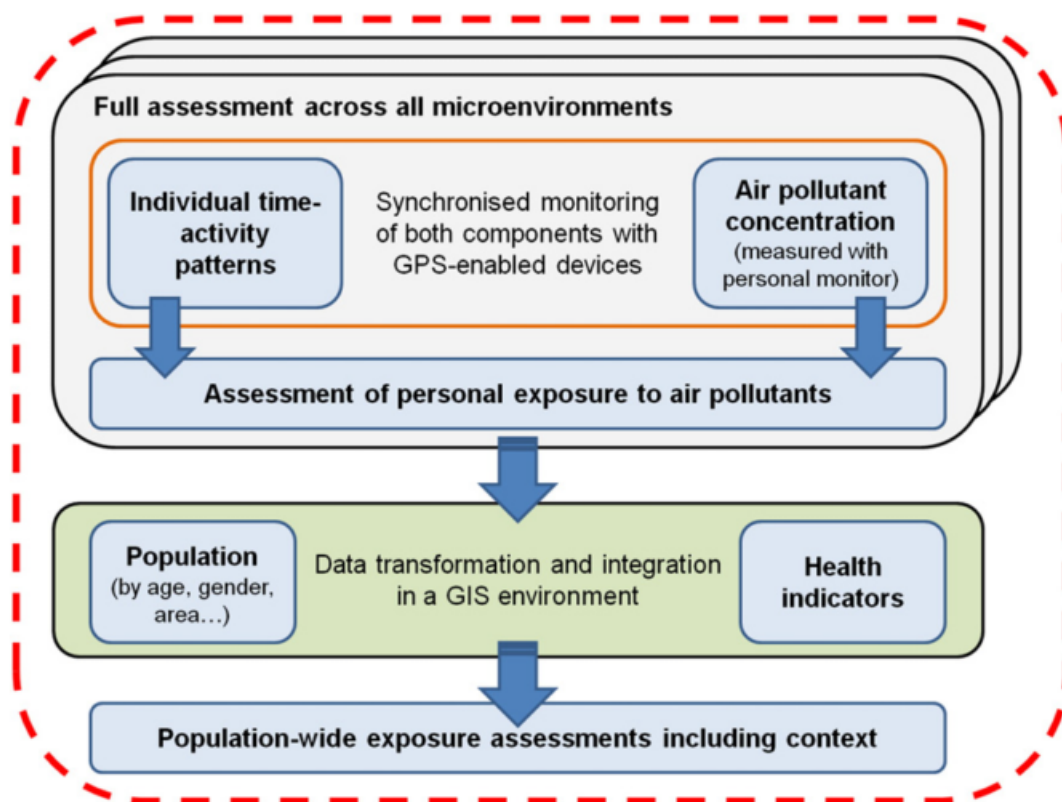 Full assessment across all microenvironments
Individual time-
activity
patterns
Synchronised monitoring
of both components with
GPS-enabled devices
Air pollutant
concentration
(measured with
personal monitor)
Assessment of personal exposure to air pollutants
Population
(by age, gender,
area...)
Data transformation and integration
in a GIS environment
Health
indicators
Population-wide exposure assessments including context